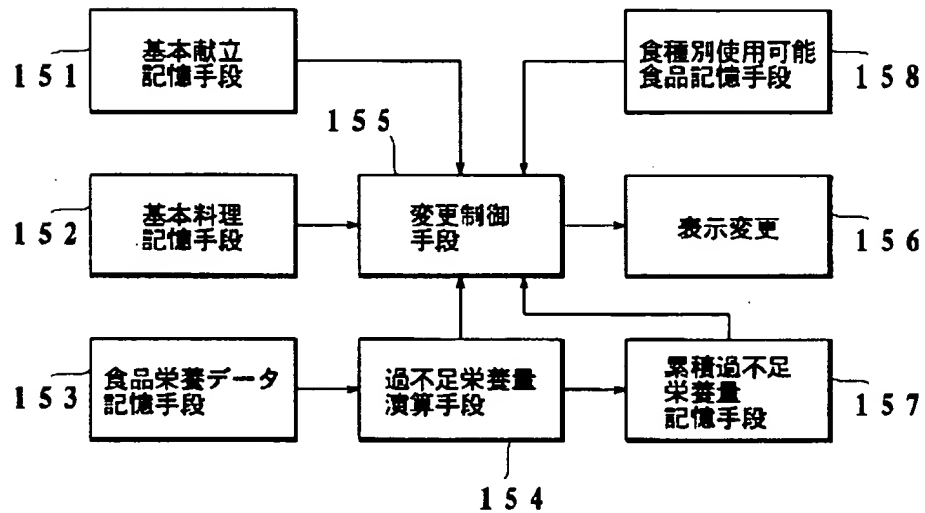 基本献立
記憶手段
151
食種別使用可能
食品記憶手段
158
155
基本料理
記憶手段
152
変更制御
手段
表示変更
156
食品栄養データ
記憶手段
153
過不足栄養量
演算手段
154
累積過不足
栄養量
記憶手段
157